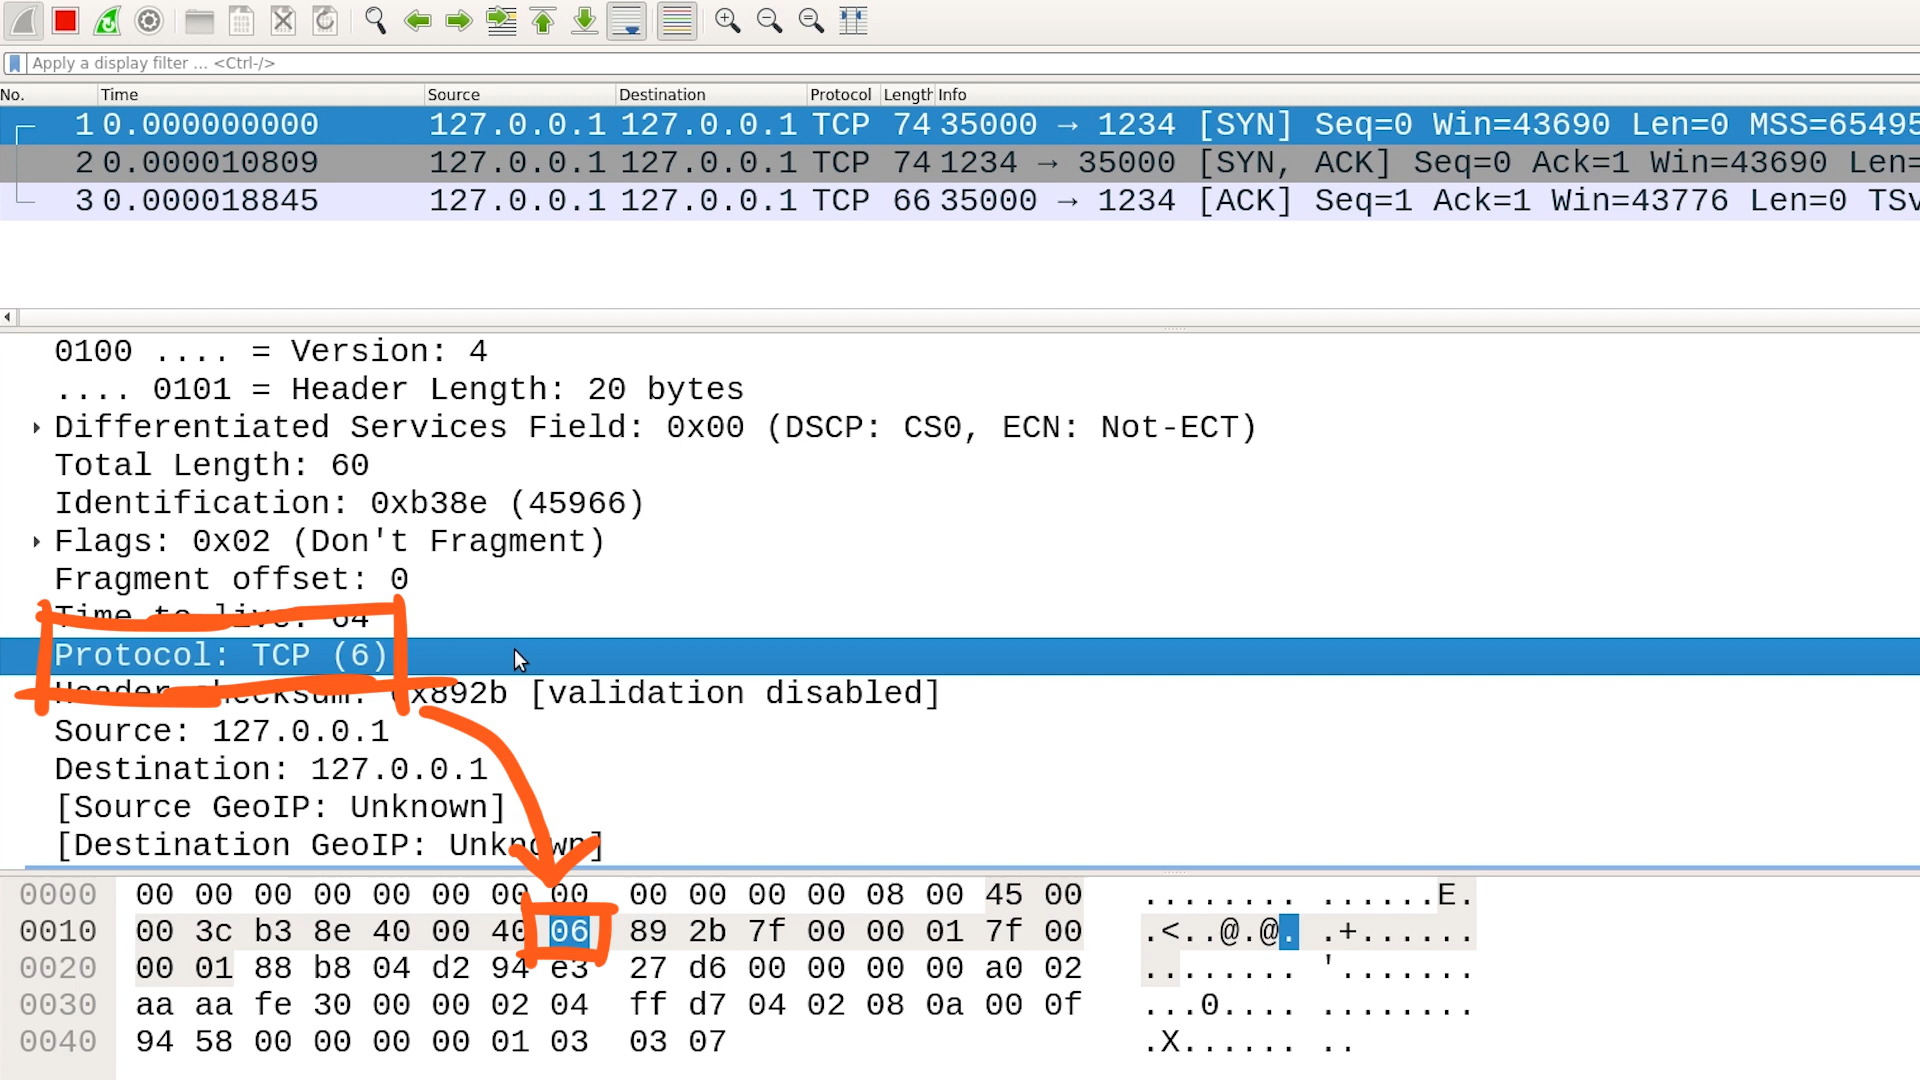 Apply a display filter ... <Ctrl-/>
No. Time Source Destination Protocol Length Info
1 0.000000000 127.0.0.1 127.0.0.1 TCP 74 35000 → 1234 [SYN] Seq=0 Win=43690 Len=0 MSS=65495
2 0.000010809 127.0.0.1 127.0.0.1 TCP 74 1234 → 35000 [SYN, ACK] Seq=0 Ack=1 Win=43690 Len=
3 0.000018845 127.0.0.1 127.0.0.1 TCP 66 35000 → 1234 [ACK] Seq=1 Ack=1 Win=43776 Len=0 TSv
0100 .... = Version: 4
.... 0101 = Header Length: 20 bytes
Differentiated Services Field: 0x00 (DSCP: CS0, ECN: Not-ECT)
Total Length: 60
Identification: 0xb38e (45966)
Flags: 0x02 (Don't Fragment)
Fragment offset: 0
Time to live: 64
Protocol: TCP (6)
Header checksum: 0x892b [validation disabled]
Source: 127.0.0.1
Destination: 127.0.0.1
[Source GeoIP: Unknown]
[Destination GeoIP: Unknown]
0000 00 00 00 00 00 00 00 00 00 00 00 00 08 00 45 00 ........ ......E.
0010 00 3c b3 8e 40 00 40 06 89 2b 7f 00 00 01 7f 00 .<..@.@. .+......
0020 00 01 88 b8 04 d2 94 e3 27 d6 00 00 00 00 a0 02 ........ '.......
0030 aa aa fe 30 00 00 02 04 ff d7 04 02 08 0a 00 0f ...0.... ........
0040 94 58 00 00 00 00 01 03 03 07 .X...... ..